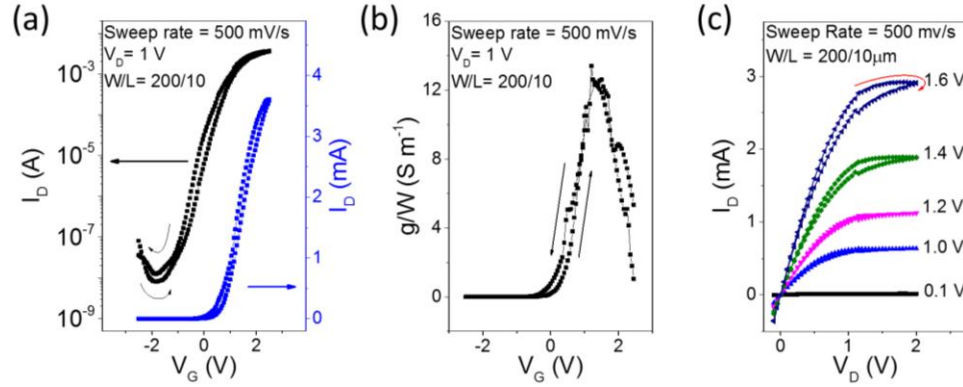 (a)
Sweep rate = 500 mV/s
V_D= 1 V
W/L = 200/10
10⁻³
10⁻⁵
10⁻⁷
10⁻⁹
I_D (A)
4
3
2
1
0
I_D (mA)
-2 0 2
V_G (V)
(b)
16
12
8
4
0
g/W (S m⁻¹)
Sweep rate = 500 mV/s
V_D= 1 V
W/L = 200/10
-2 0 2
V_G (V)
(c)
Sweep Rate = 500 mv/s
W/L = 200/10μm
3
2
1
0
I_D (mA)
1.6 V
1.4 V
1.2 V
1.0 V
0.1 V
0 1 2
V_D (V)